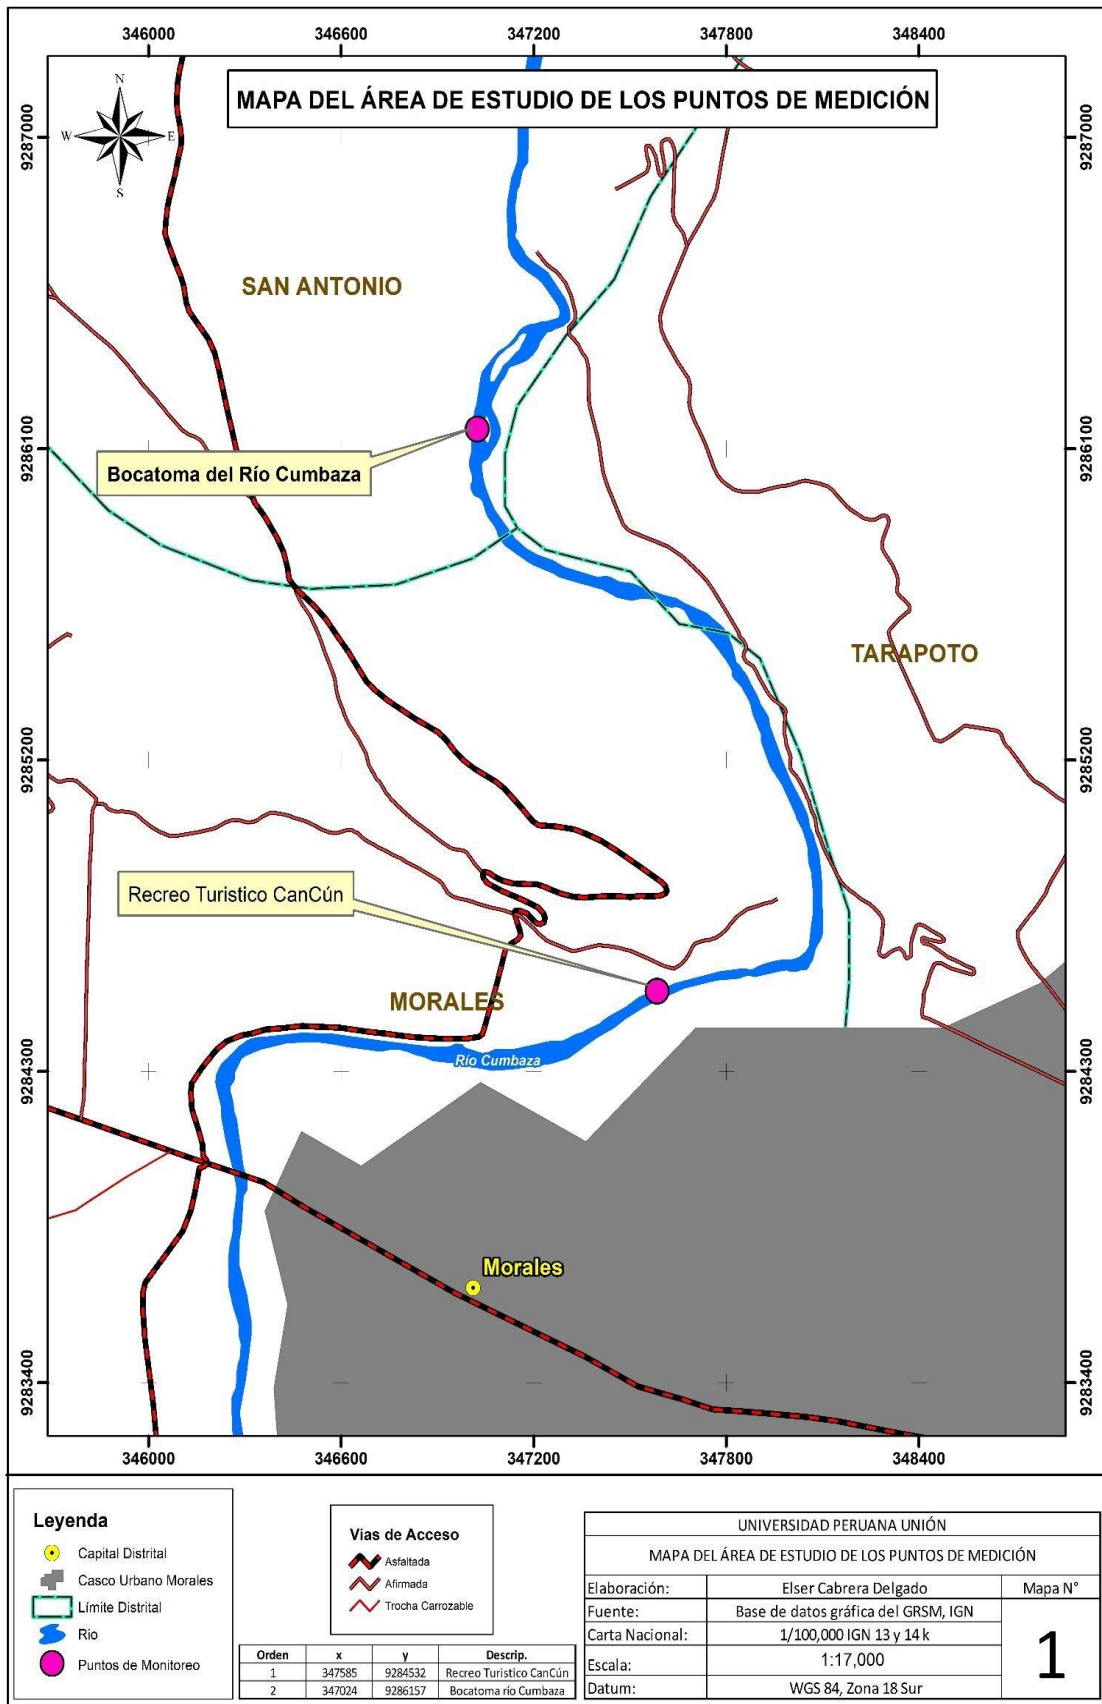 346000 346600 347200 347800 348400
MAPA DEL ÁREA DE ESTUDIO DE LOS PUNTOS DE MEDICIÓN
N
W E
S
9287000 9287000
SAN ANTONIO
9286100 9286100
Bocatoma del Río Cumbaza
TARAPOTO
9285200 9285200
Recreo Turistico CanCún
MORALES
Río Cumbaza
9284300 9284300
Morales
9283400 9283400
346000 346600 347200 347800 348400
Leyenda
Capital Distrital
Casco Urbano Morales
Límite Distrital
Rio
Puntos de Monitoreo
Vias de Acceso
Asfaltada
Afirmada
Trocha Carrozable
Orden x y Descrip.
1 347585 9284532 Recreo Turistico CanCún
2 347024 9286157 Bocatoma río Cumbaza
UNIVERSIDAD PERUANA UNIÓN
MAPA DEL ÁREA DE ESTUDIO DE LOS PUNTOS DE MEDICIÓN
Elaboración: Elser Cabrera Delgado Mapa N°
Fuente: Base de datos gráfica del GRSM, IGN
Carta Nacional: 1/100,000 IGN 13 y 14 k
Escala: 1:17,000
Datum: WGS 84, Zona 18 Sur
1